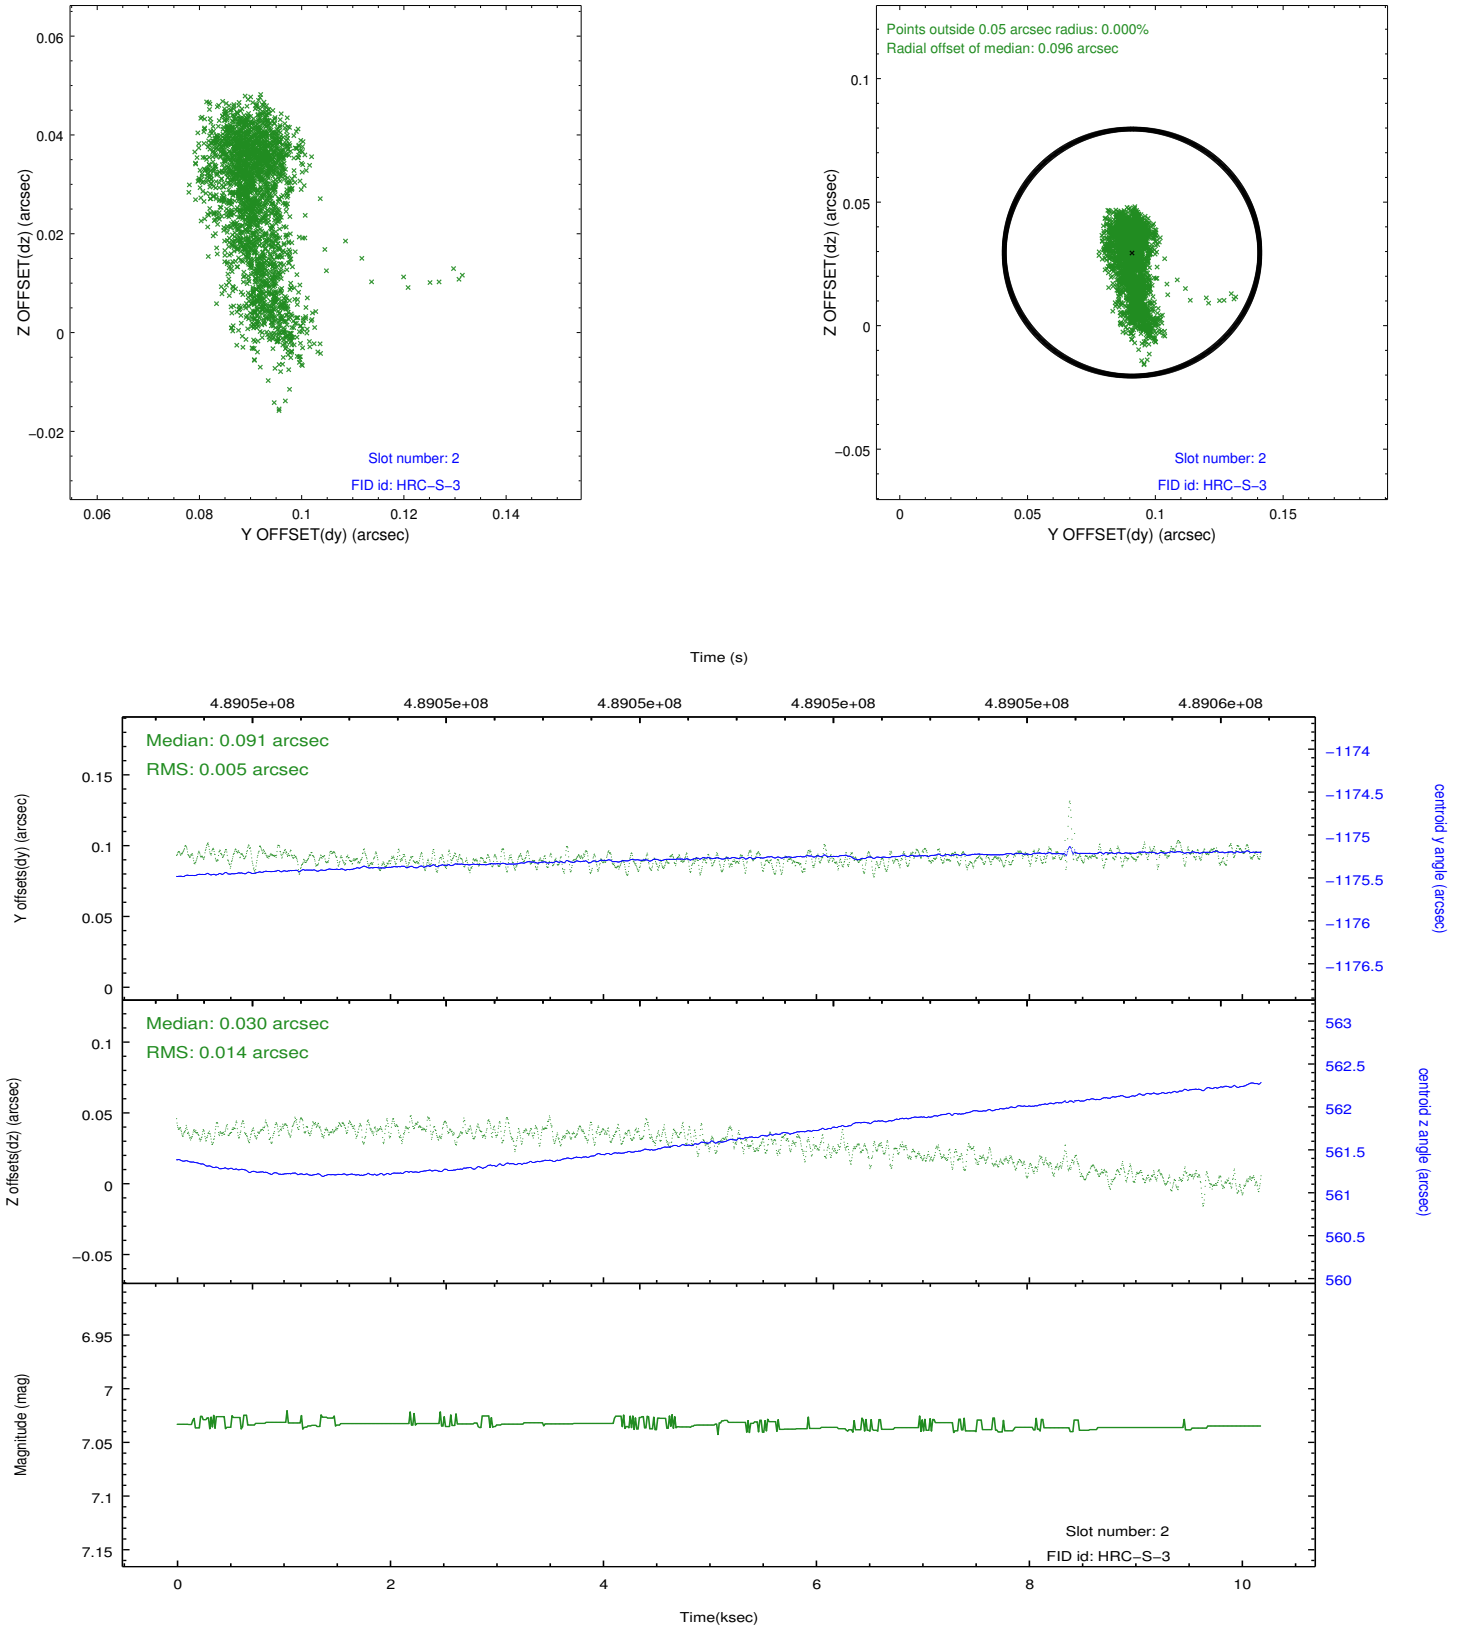 0.06
0.04
0.02
0
−0.02
Z OFFSET(dz) (arcsec)
Slot number: 2
FID id: HRC−S−3
0.06 0.08 0.1 0.12 0.14
Y OFFSET(dy) (arcsec)
Points outside 0.05 arcsec radius: 0.000%
Radial offset of median: 0.096 arcsec
0.1
0.05
0
−0.05
Z OFFSET(dz) (arcsec)
Slot number: 2
FID id: HRC−S−3
0 0.05 0.1 0.15
Y OFFSET(dy) (arcsec)
Time (s)
4.8905e+08 4.8905e+08 4.8905e+08 4.8905e+08 4.8905e+08 4.8906e+08
Median: 0.091 arcsec
RMS: 0.005 arcsec
0.15
0.1
0.05
0
Y offsets(dy) (arcsec)
−1174
−1174.5
−1175
−1175.5
−1176
−1176.5
centroid y angle (arcsec)
Median: 0.030 arcsec
RMS: 0.014 arcsec
0.1
0.05
0
−0.05
Z offsets(dz) (arcsec)
563
562.5
562
561.5
561
560.5
560
centroid z angle (arcsec)
6.95
7
7.05
7.1
7.15
Magnitude (mag)
Slot number: 2
FID id: HRC−S−3
0 2 4 6 8 10
Time(ksec)